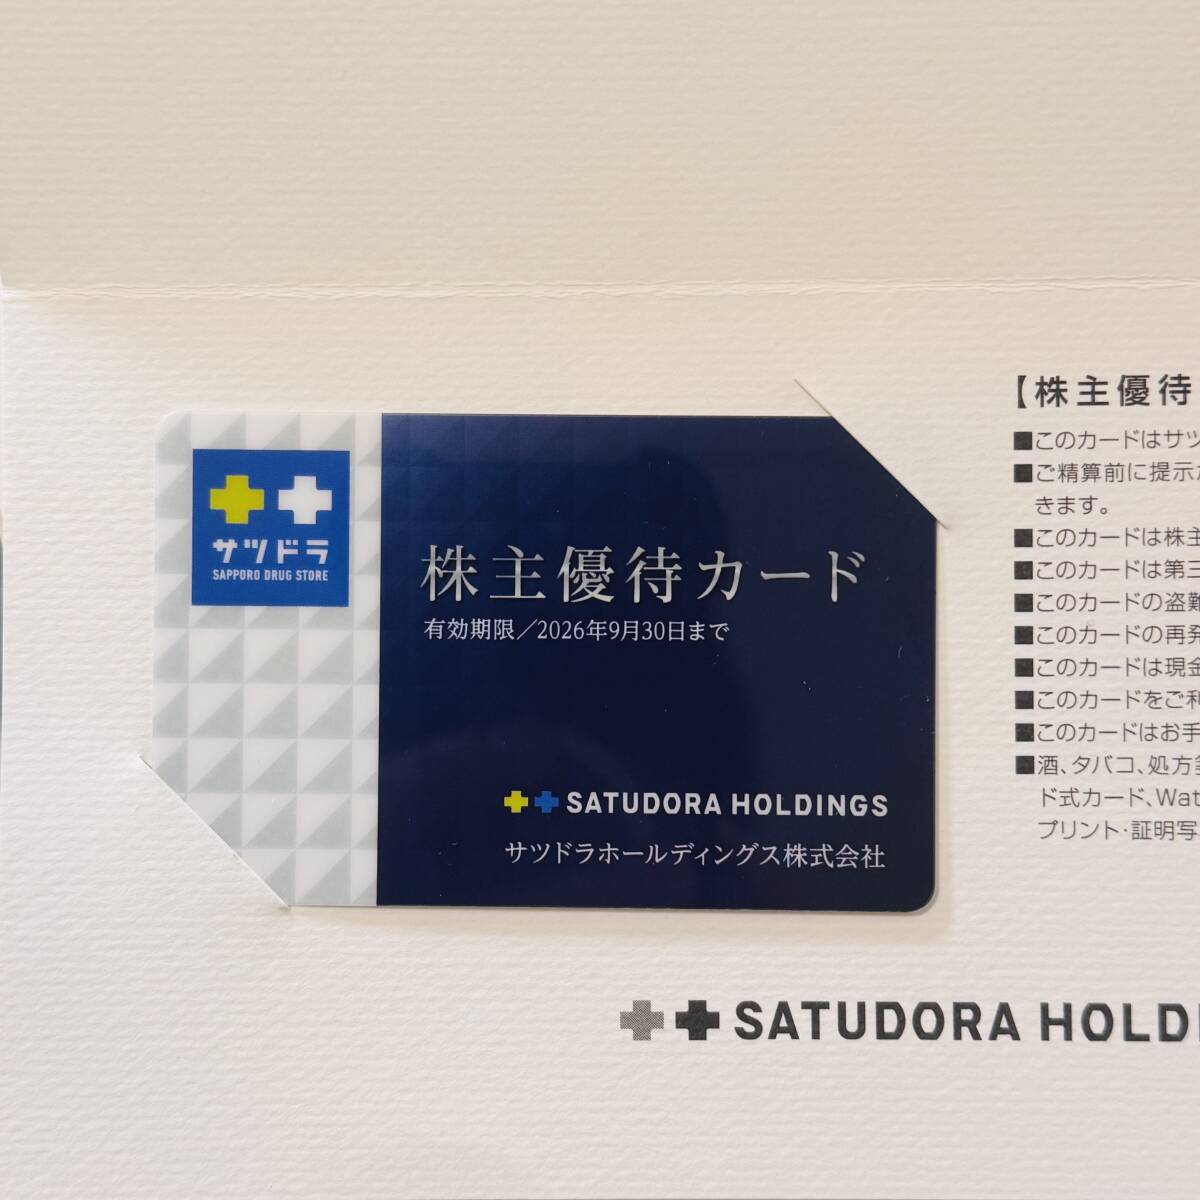 サツドラ
SAPPORO DRUG STORE
株主優待カード
有効期限／2026年9月30日まで
SATUDORA HOLDINGS
サツドラホールディングス株式会社
【株主優待
■このカードはサツ
■ご精算前に提示
きます。
■このカードは株主
■このカードは第三
■このカードの盗難
■このカードの再発
■このカードは現金
■このカードをご利
■このカードはお手
■酒、タバコ、処方箋
ド式カード、Wat
プリント・証明写
SATUDORA HOLD